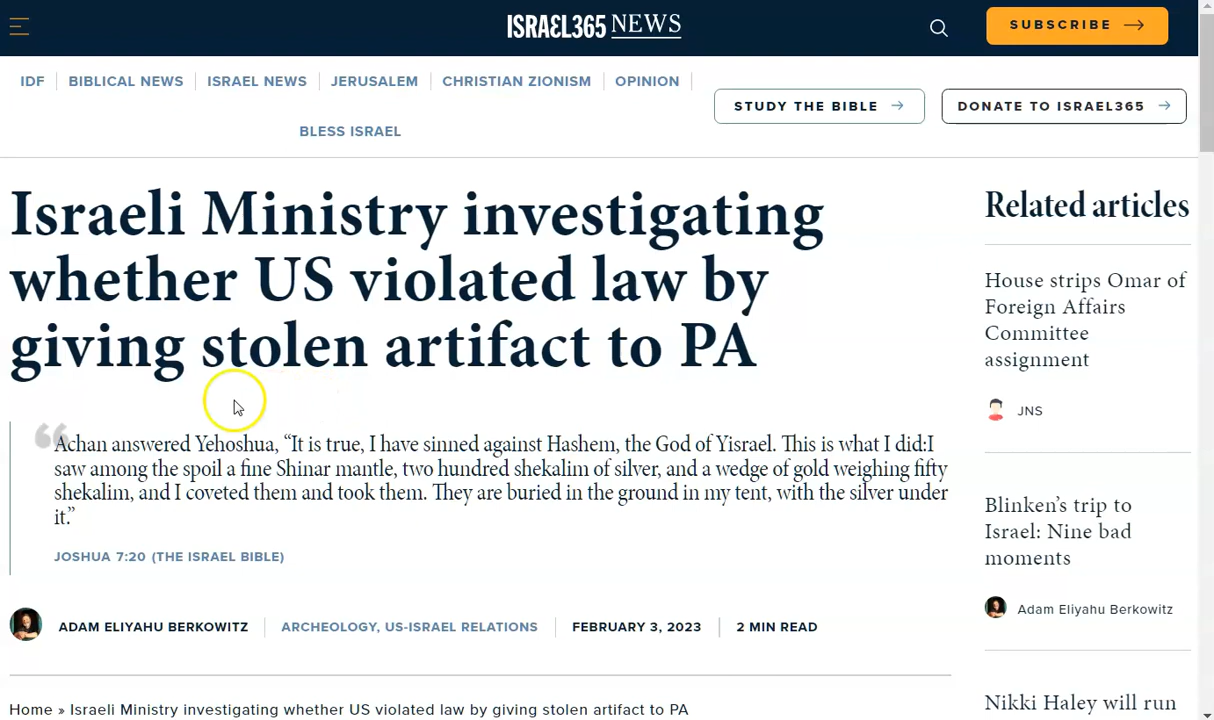 ISRAEL365 NEWS
SUBSCRIBE
IDF
BIBLICAL NEWS
ISRAEL NEWS
JERUSALEM
CHRISTIAN ZIONISM
OPINION
BLESS ISRAEL
STUDY THE BIBLE
DONATE TO ISRAEL365
Israeli Ministry investigating
whether US violated law by
giving stolen artifact to PA
Achan answered Yehoshua, “It is true, I have sinned against Hashem, the God of Yisrael. This is what I did:I
saw among the spoil a fine Shinar mantle, two hundred shekalim of silver, and a wedge of gold weighing fifty
shekalim, and I coveted them and took them. They are buried in the ground in my tent, with the silver under
it.”
JOSHUA 7:20 (THE ISRAEL BIBLE)
ADAM ELIYAHU BERKOWITZ
ARCHEOLOGY, US-ISRAEL RELATIONS
FEBRUARY 3, 2023
2 MIN READ
Home » Israeli Ministry investigating whether US violated law by giving stolen artifact to PA
Related articles
House strips Omar of
Foreign Affairs
Committee
assignment
JNS
Blinken’s trip to
Israel: Nine bad
moments
Adam Eliyahu Berkowitz
Nikki Haley will run